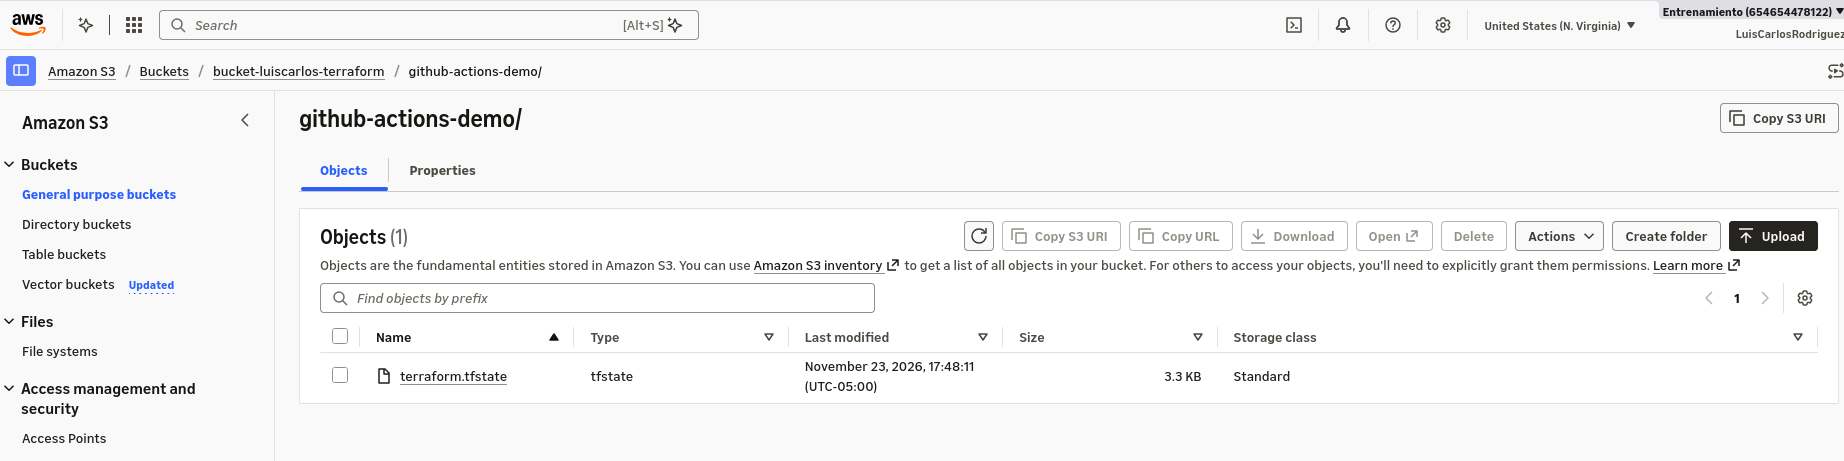 aws
Search
[Alt+S]
United States (N. Virginia)
Entrenamiento (654654478122)
LuisCarlosRodriguez
Amazon S3 / Buckets / bucket-luiscarlos-terraform / github-actions-demo/
Amazon S3
Buckets
General purpose buckets
Directory buckets
Table buckets
Vector buckets Updated
Files
File systems
Access management and
security
Access Points
github-actions-demo/
Copy S3 URI
Objects
Properties
Objects (1)
Copy S3 URI
Copy URL
Download
Open
Delete
Actions
Create folder
Upload
Objects are the fundamental entities stored in Amazon S3. You can use Amazon S3 inventory to get a list of all objects in your bucket. For others to access your objects, you'll need to explicitly grant them permissions. Learn more
Find objects by prefix
1
Name
Type
Last modified
Size
Storage class
terraform.tfstate
tfstate
November 23, 2026, 17:48:11
(UTC-05:00)
3.3 KB
Standard